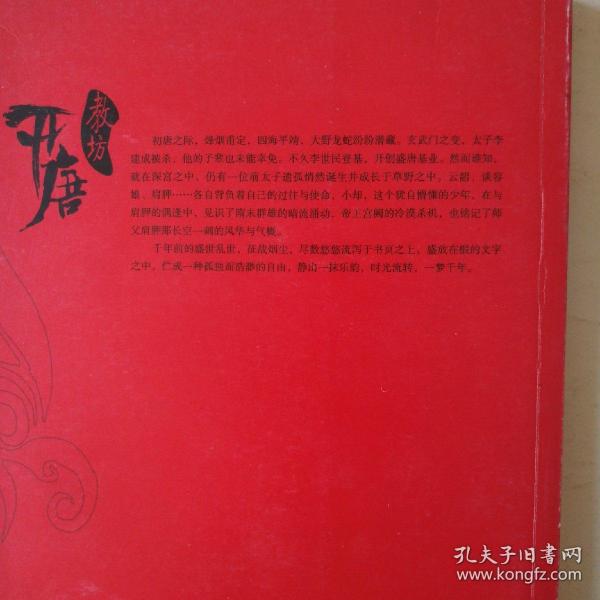 开唐
教坊
初唐之际，烽烟甫定，四海平靖，大野龙蛇纷纷潜藏。玄武门之变，太子李
建成被杀，他的子辈也未能幸免。不久李世民登基，开创盛唐基业。然而谁知，
就在深宫之中，仍有一位前太子遗孤悄然诞生并成长于草野之中。云韶、谈容
娘、肩胛……各自背负着自己的过往与使命，小却，这个犹自懵懂的少年，在与
肩胛的偶逢中，见识了隋末群雄的暗流涌动、帝王宫阙的冷漠杀机，也铭记了师
父肩胛那长空一剑的风华与气概。
千年前的盛世乱世，征战烟尘，尽数悠悠流泻于书页之上，盛放在椴的文字
之中，伫成一种孤独而浩渺的自由，静出一抹乐韵，时光流转，一梦千年。
孔夫子旧书网
www.kongfz.com